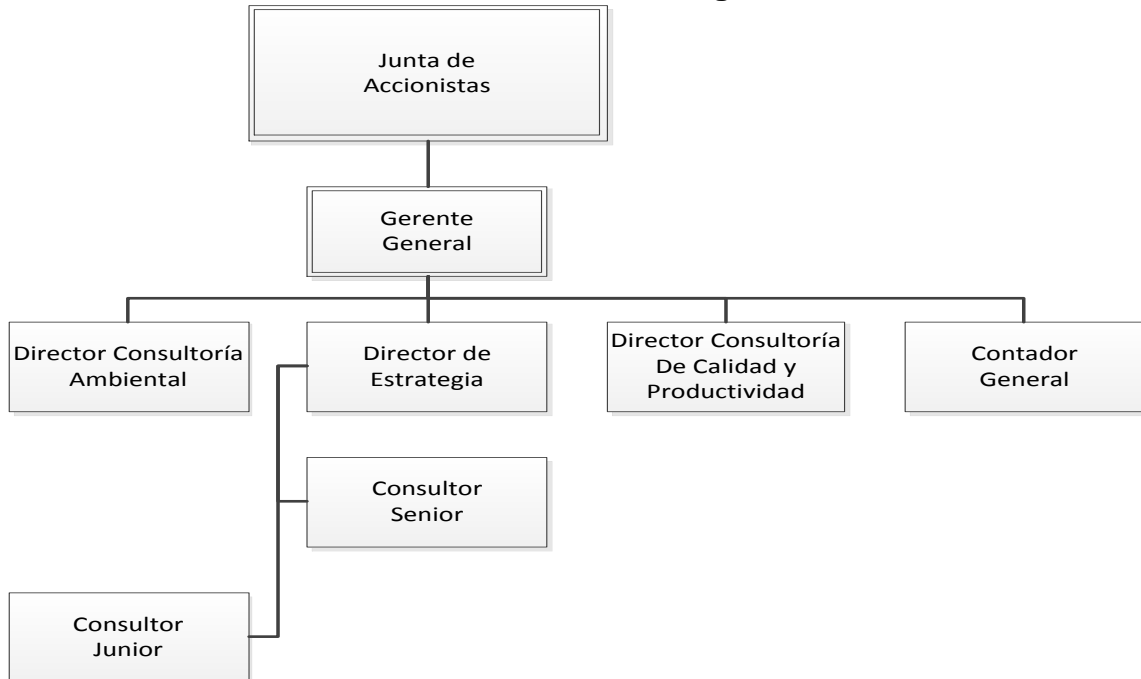 Junta de
Accionistas
Gerente
General
Director Consultoría
Ambiental
Director de
Estrategia
Director Consultoría
De Calidad y
Productividad
Contador
General
Consultor
Senior
Consultor
Junior